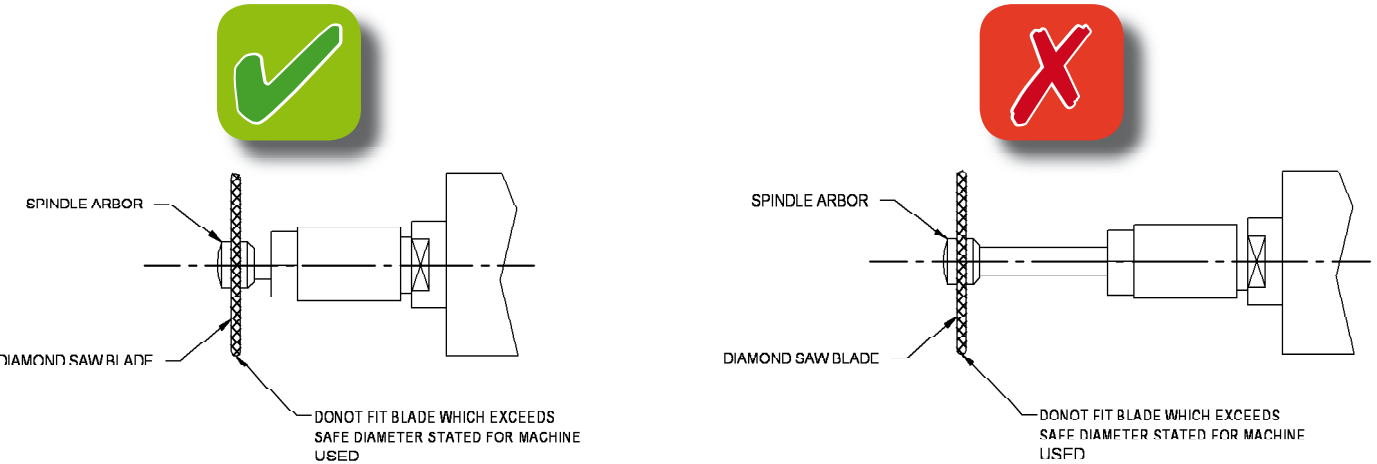 SPINDLE ARBOR
DIAMOND SAW BLADE
DONOT FIT BLADE WHICH EXCEEDS
SAFE DIAMETER STATED FOR MACHINE
USED
SPINDLE ARBOR
DIAMOND SAW BLADE
DONOT FIT BLADE WHICH EXCEEDS
SAFE DIAMETER STATED FOR MACHINE
USED